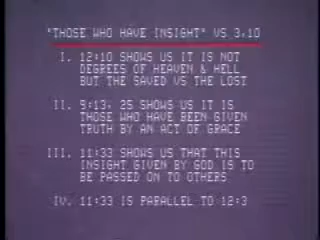 "THOSE WHO HAVE INSIGHT" VS 3,10
I. 12:10 SHOWS US IT IS NOT
DEGREES OF HEAVEN & HELL
BUT THE SAVED VS THE LOST
II. 9:13, 25 SHOWS US IT IS
THOSE WHO HAVE BEEN GIVEN
TRUTH BY AN ACT OF GRACE
III. 11:33 SHOWS US THAT THIS
INSIGHT GIVEN BY GOD IS TO
BE PASSED ON TO OTHERS
IV. 11:33 IS PARALLEL TO 12:3